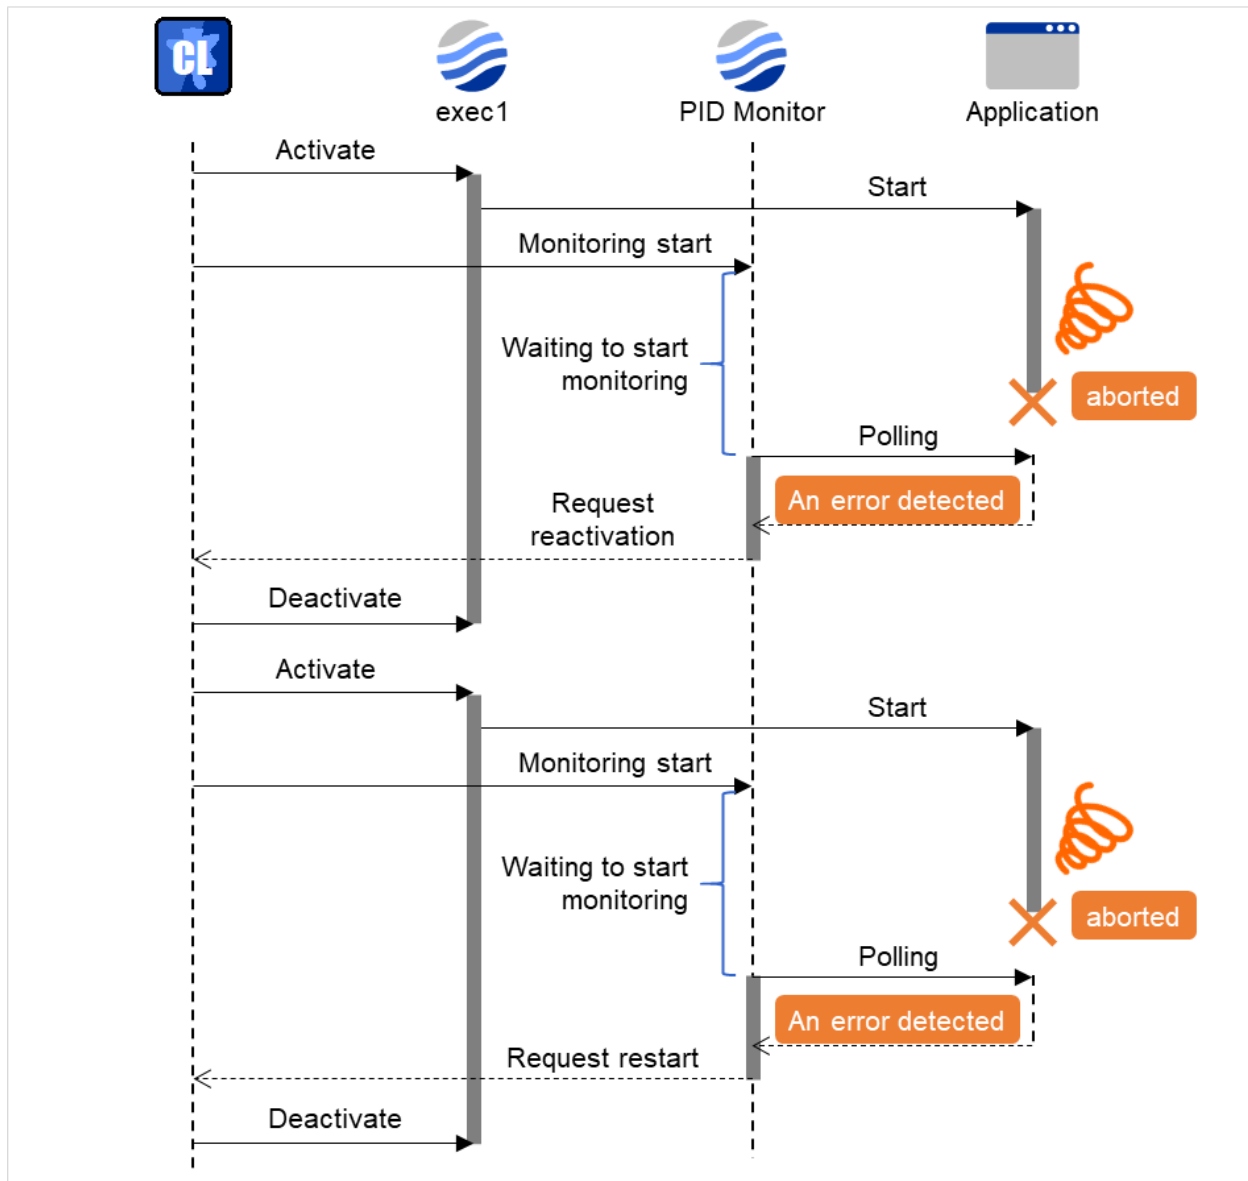 CL
exec1
PID Monitor
Application
Activate
Start
Monitoring start
Waiting to start
monitoring
aborted
Polling
An error detected
Request
reactivation
Deactivate
Activate
Start
Monitoring start
Waiting to start
monitoring
aborted
Polling
An error detected
Request restart
Deactivate